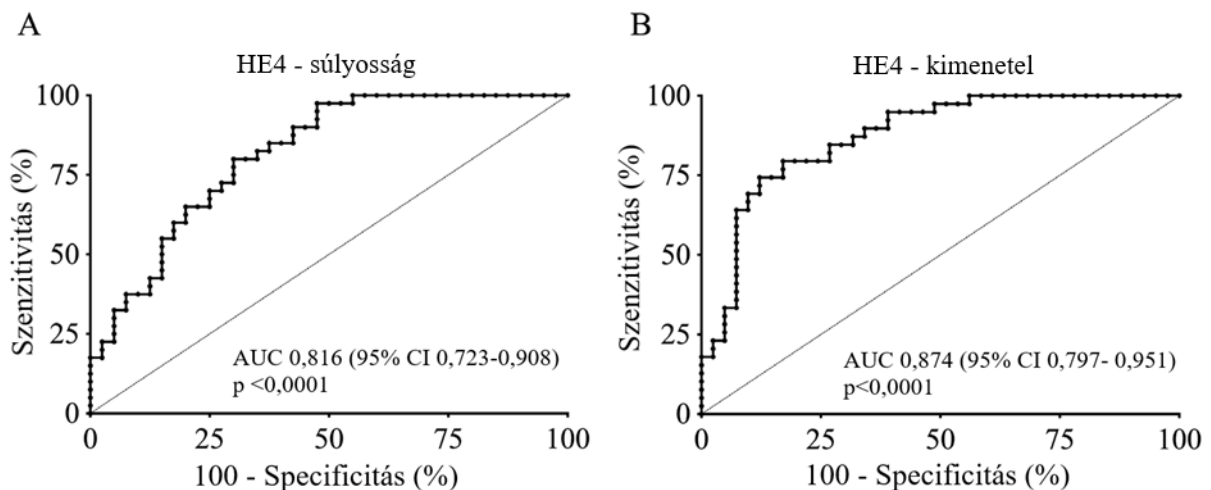 A
HE4 - súlyosság
100
75
50
25
0
Szenzitivitás (%)
AUC 0,816 (95% CI 0,723-0,908)
p <0,0001
0 25 50 75 100
100 - Specificitás (%)
B
HE4 - kimenetel
100
75
50
25
0
Szenzitivitás (%)
AUC 0,874 (95% CI 0,797- 0,951)
p<0,0001
0 25 50 75 100
100 - Specificitás (%)